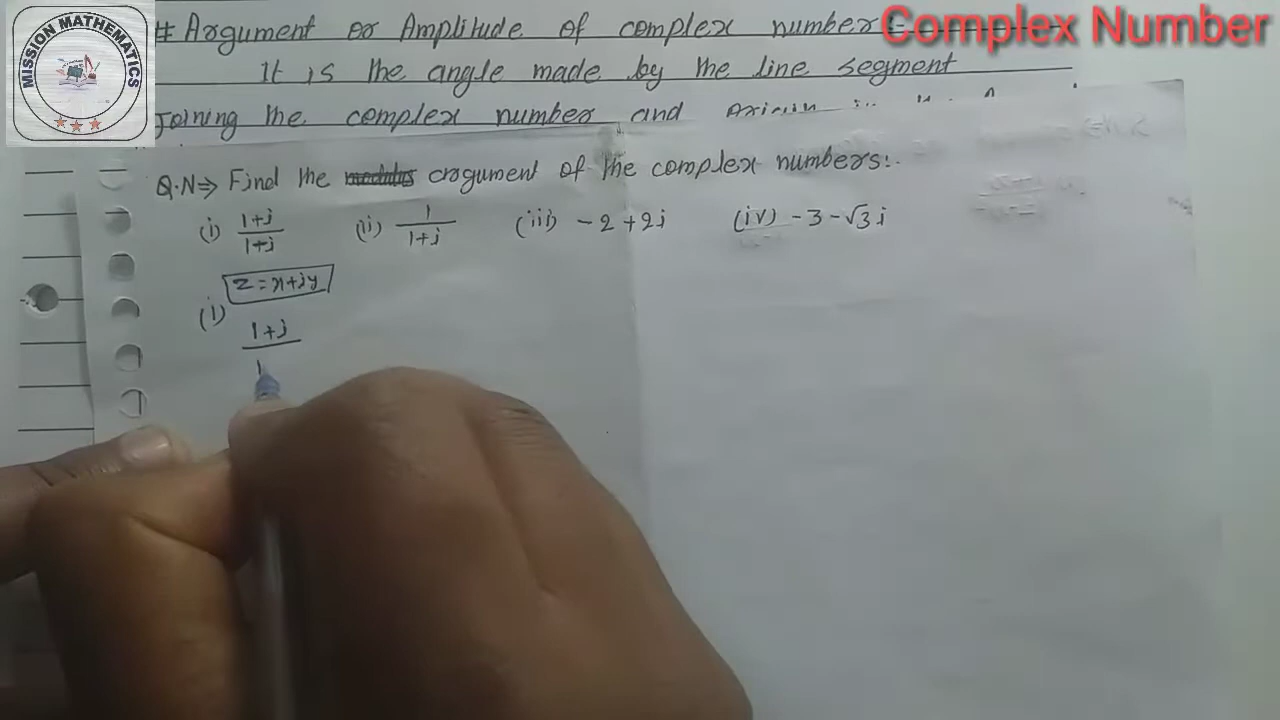 MISSION MATHEMATICS
Complex Number
# Argument or Amplitude of complex number:-
It is the angle made by the line segment
joining the complex number and
Q.N⇒ Find the argument of the complex numbers:.
(i) 1+i/1+i (ii) 1/1+i (iii) -2+2i (iv) -3-√3i
z = x+iy
(i)
1+i
1